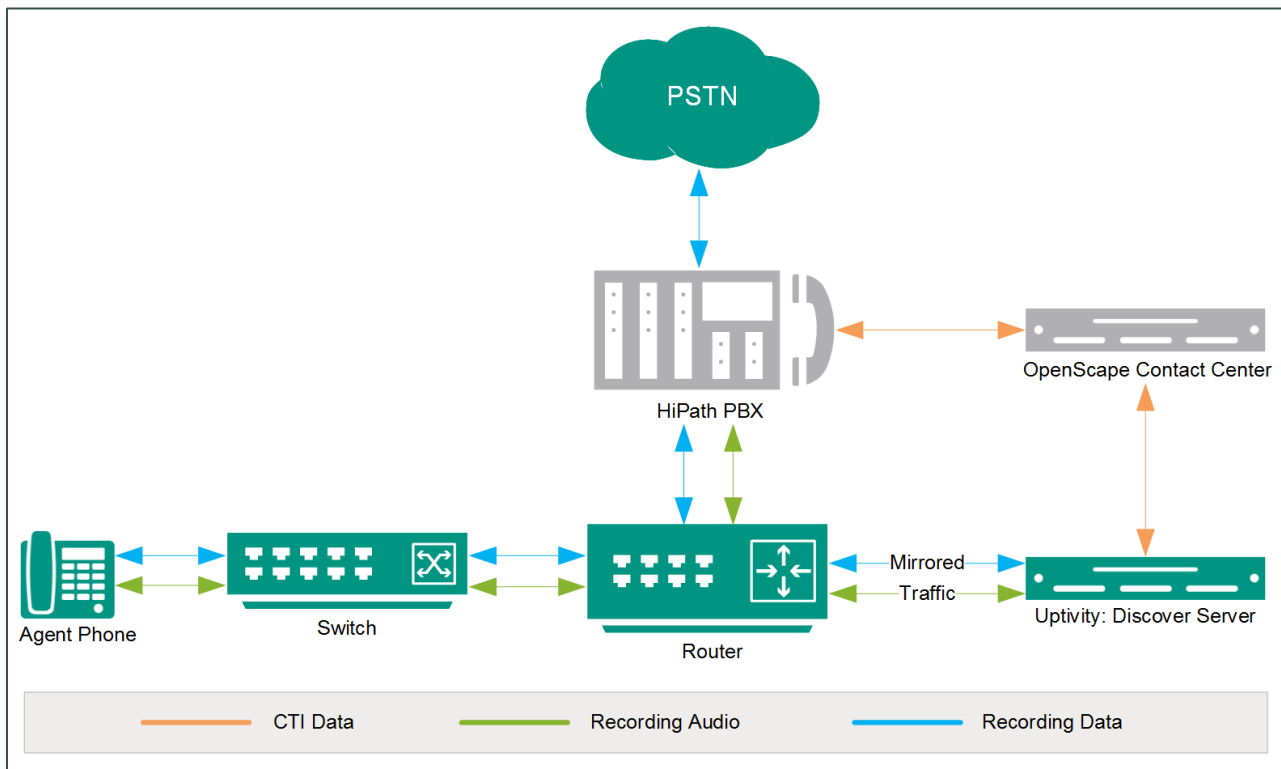 PSTN
HiPath PBX
OpenScape Contact Center
Agent Phone
Switch
Router
Mirrored
Traffic
Uptivity: Discover Server
CTI Data
Recording Audio
Recording Data